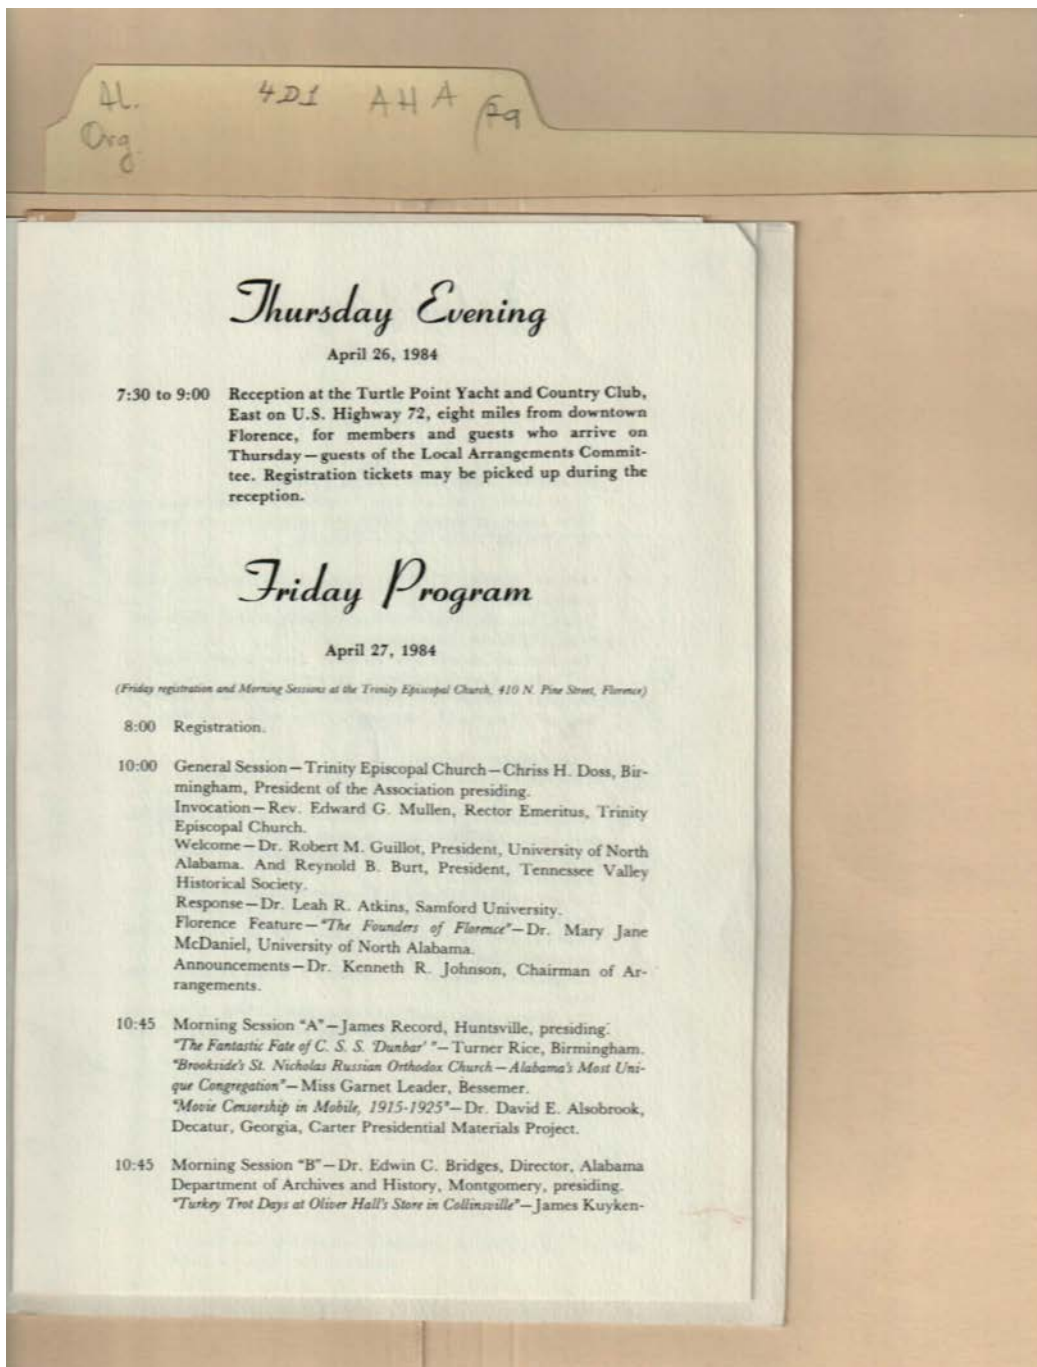 AL. 4D1 AHA
Org.
Thursday Evening
April 26, 1984
7:30 to 9:00 Reception at the Turtle Point Yacht and Country Club,
East on U.S. Highway 72, eight miles from downtown
Florence, for members and guests who arrive on
Thursday—guests of the Local Arrangements Commit-
tee. Registration tickets may be picked up during the
reception.
Friday Program
April 27, 1984
(Friday registration and Morning Sessions at the Trinity Episcopal Church, 410 N. Pine Street, Florence)
8:00 Registration.
10:00 General Session—Trinity Episcopal Church—Chriss H. Doss, Bir-
mingham, President of the Association presiding.
Invocation—Rev. Edward G. Mullen, Rector Emeritus, Trinity
Episcopal Church.
Welcome—Dr. Robert M. Guillot, President, University of North
Alabama. And Reynold B. Burt, President, Tennessee Valley
Historical Society.
Response—Dr. Leah R. Atkins, Samford University.
Florence Feature—"The Founders of Florence"—Dr. Mary Jane
McDaniel, University of North Alabama.
Announcements—Dr. Kenneth R. Johnson, Chairman of Ar-
rangements.
10:45 Morning Session "A"—James Record, Huntsville, presiding.
"The Fantastic Fate of C. S. S. 'Dunbar' "—Turner Rice, Birmingham.
"Brookside's St. Nicholas Russian Orthodox Church—Alabama's Most Uni-
que Congregation"—Miss Garnet Leader, Bessemer.
"Movie Censorship in Mobile, 1915-1925"—Dr. David E. Alsobrook,
Decatur, Georgia, Carter Presidential Materials Project.
10:45 Morning Session "B"—Dr. Edwin C. Bridges, Director, Alabama
Department of Archives and History, Montgomery, presiding.
"Turkey Trot Days at Oliver Hall's Store in Collinsville"—James Kuyken-